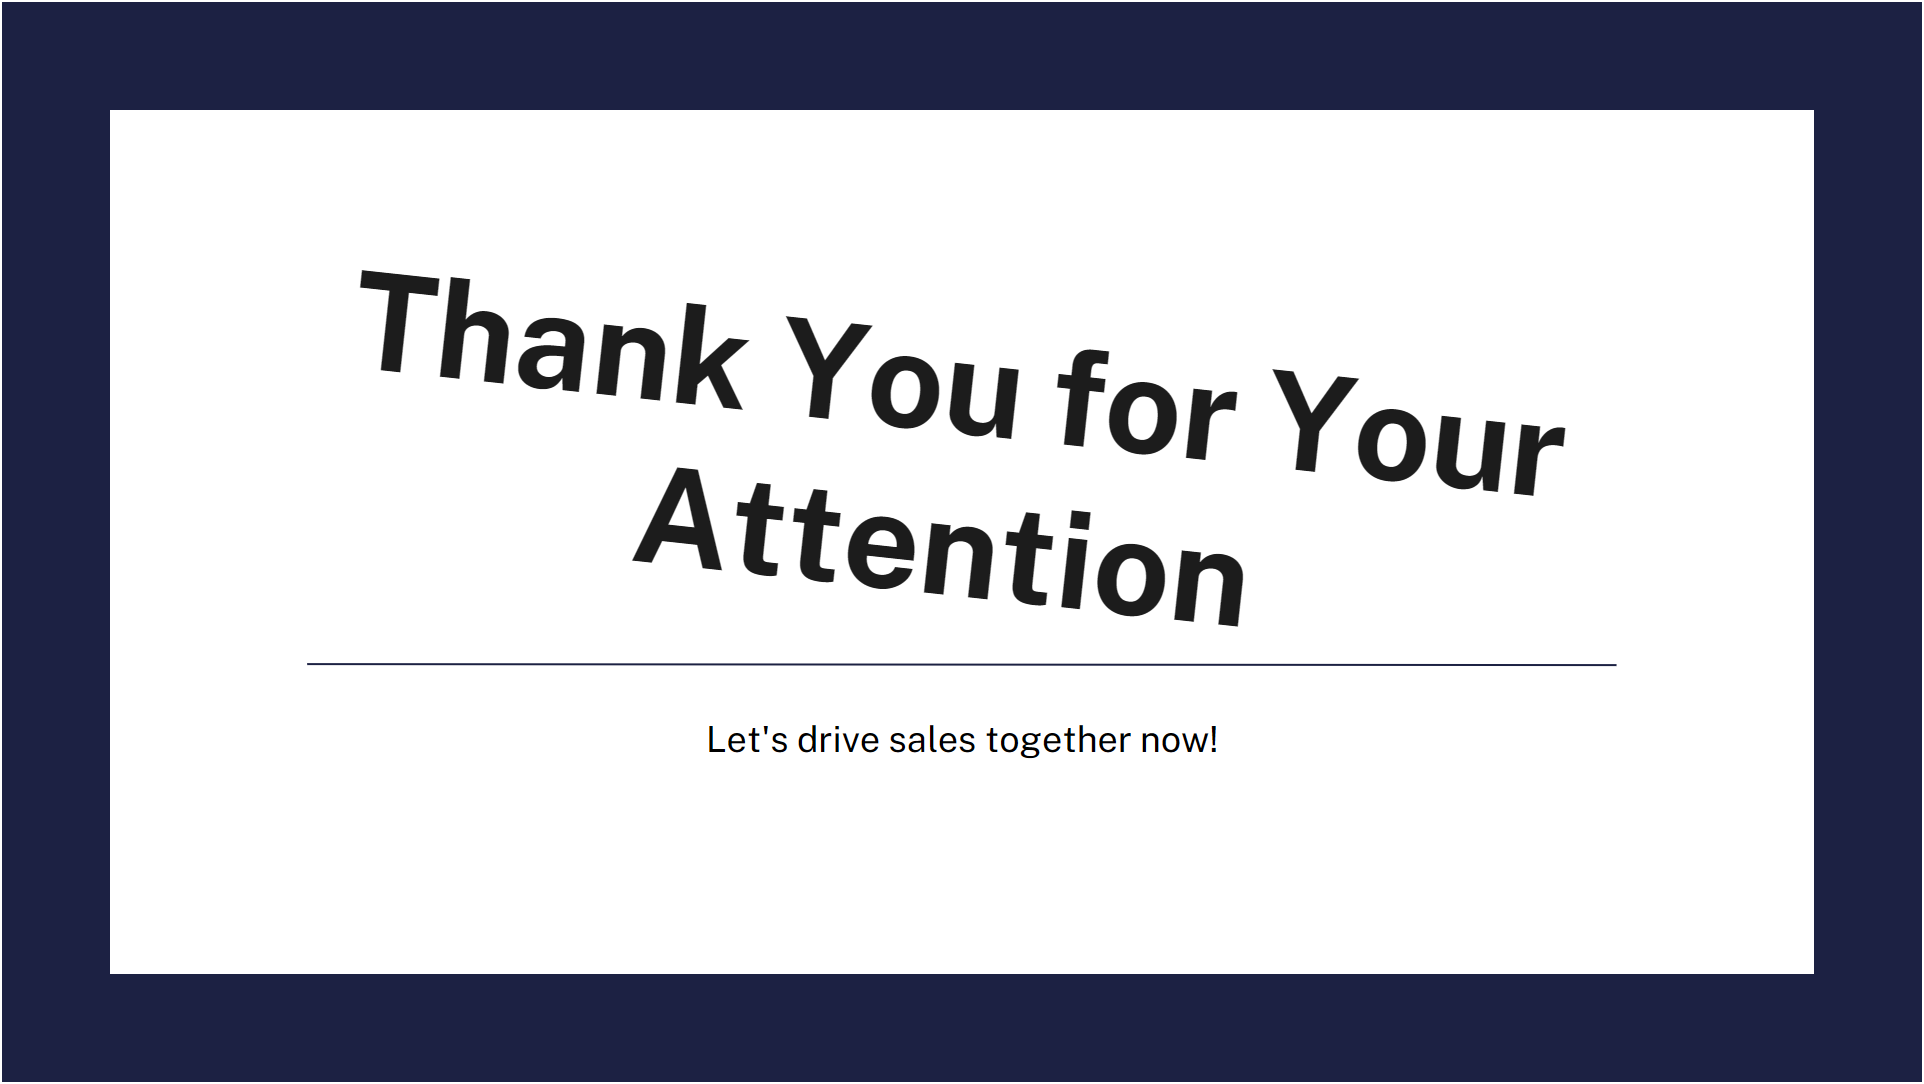 Thank You for Your
Attention
Let's drive sales together now!